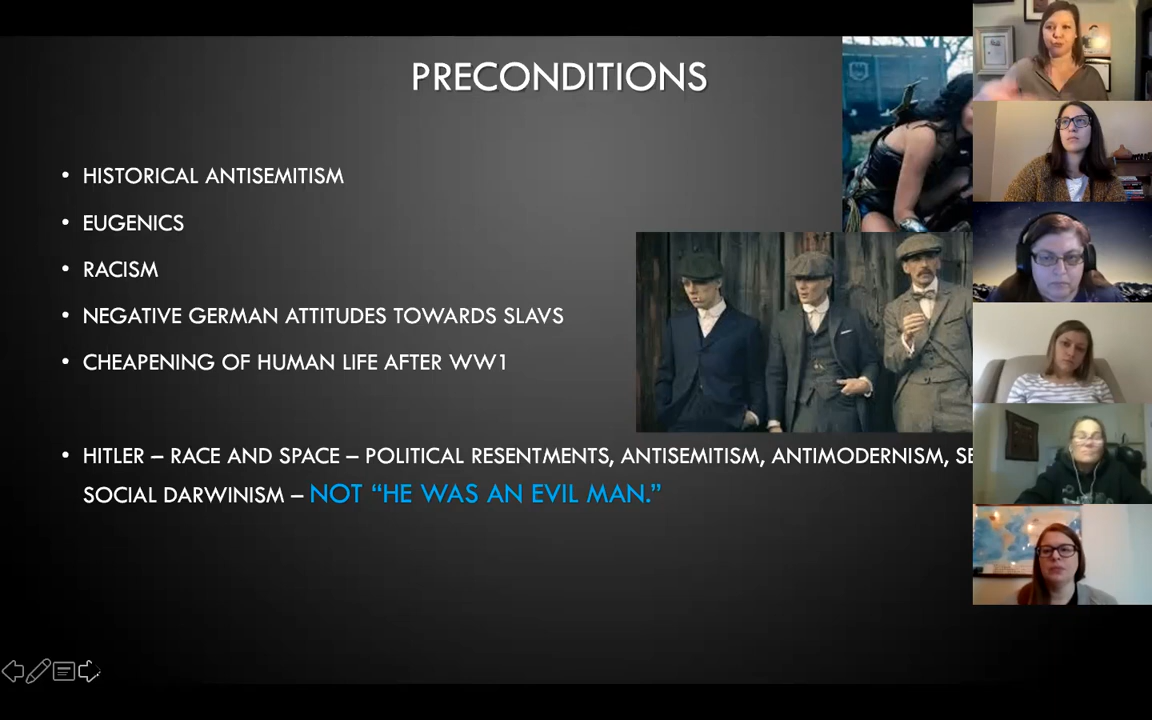 PRECONDITIONS
• HISTORICAL ANTISEMITISM
• EUGENICS
• RACISM
• NEGATIVE GERMAN ATTITUDES TOWARDS SLAVS
• CHEAPENING OF HUMAN LIFE AFTER WW1
• HITLER – RACE AND SPACE – POLITICAL RESENTMENTS, ANTISEMITISM, ANTIMODERNISM,
SOCIAL DARWINISM – NOT “HE WAS AN EVIL MAN.”